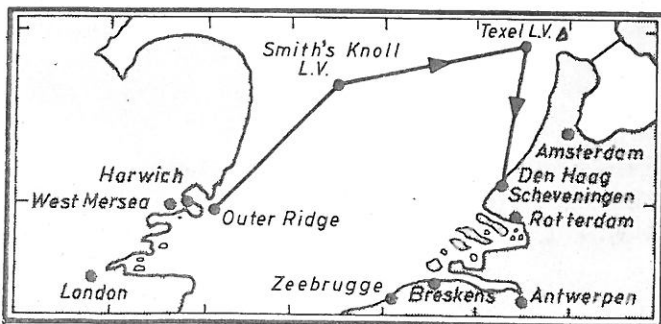 Texel L.V.
Smith's Knoll
L.V.
Amsterdam
Harwich
Den Haag
West Mersea
Scheveningen
Outer Ridge
Rotterdam
London
Zeebrugge
Breskens
Antwerpen